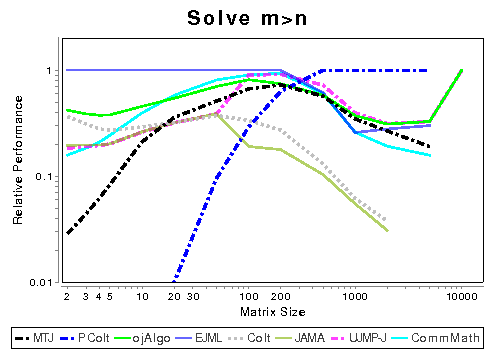 Solve m>n
Relative Performance
1
0.1
0.01
2 3 4 5 10 20 30 100 200 1000 10000
Matrix Size
MTJ PColt ojAlgo EJML Colt JAMA UJMP-J CommMath